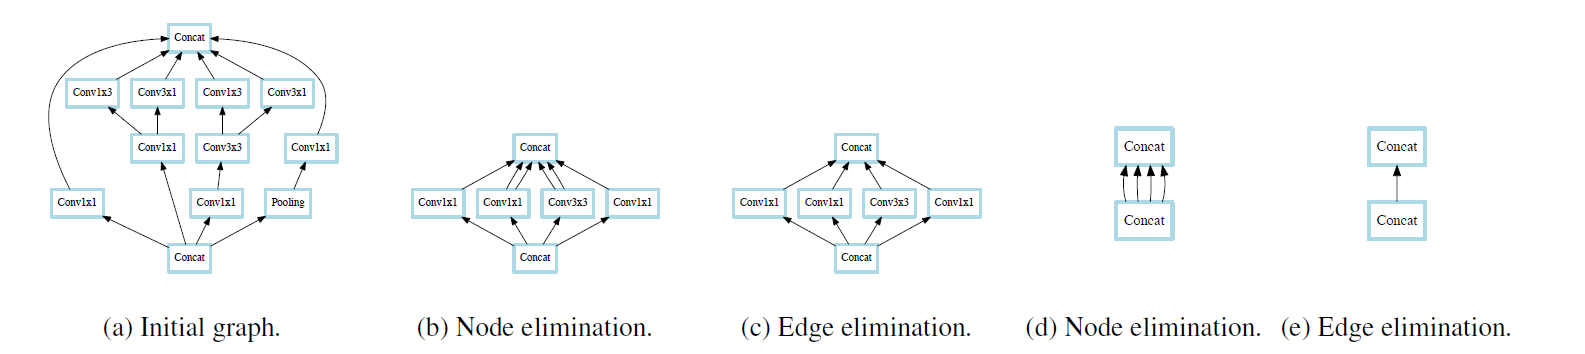 Concat
Conv1x3 Conv3x1 Conv1x3 Conv3x1
Conv1x1 Conv3x3 Conv1x1
Conv1x1 Conv1x1 Pooling
Concat
(a) Initial graph.
Concat
Conv1x1 Conv1x1 Conv3x3 Conv1x1
Concat
(b) Node elimination.
Concat
Conv1x1 Conv1x1 Conv3x3 Conv1x1
Concat
(c) Edge elimination.
Concat
Concat
(d) Node elimination.
Concat
Concat
(e) Edge elimination.